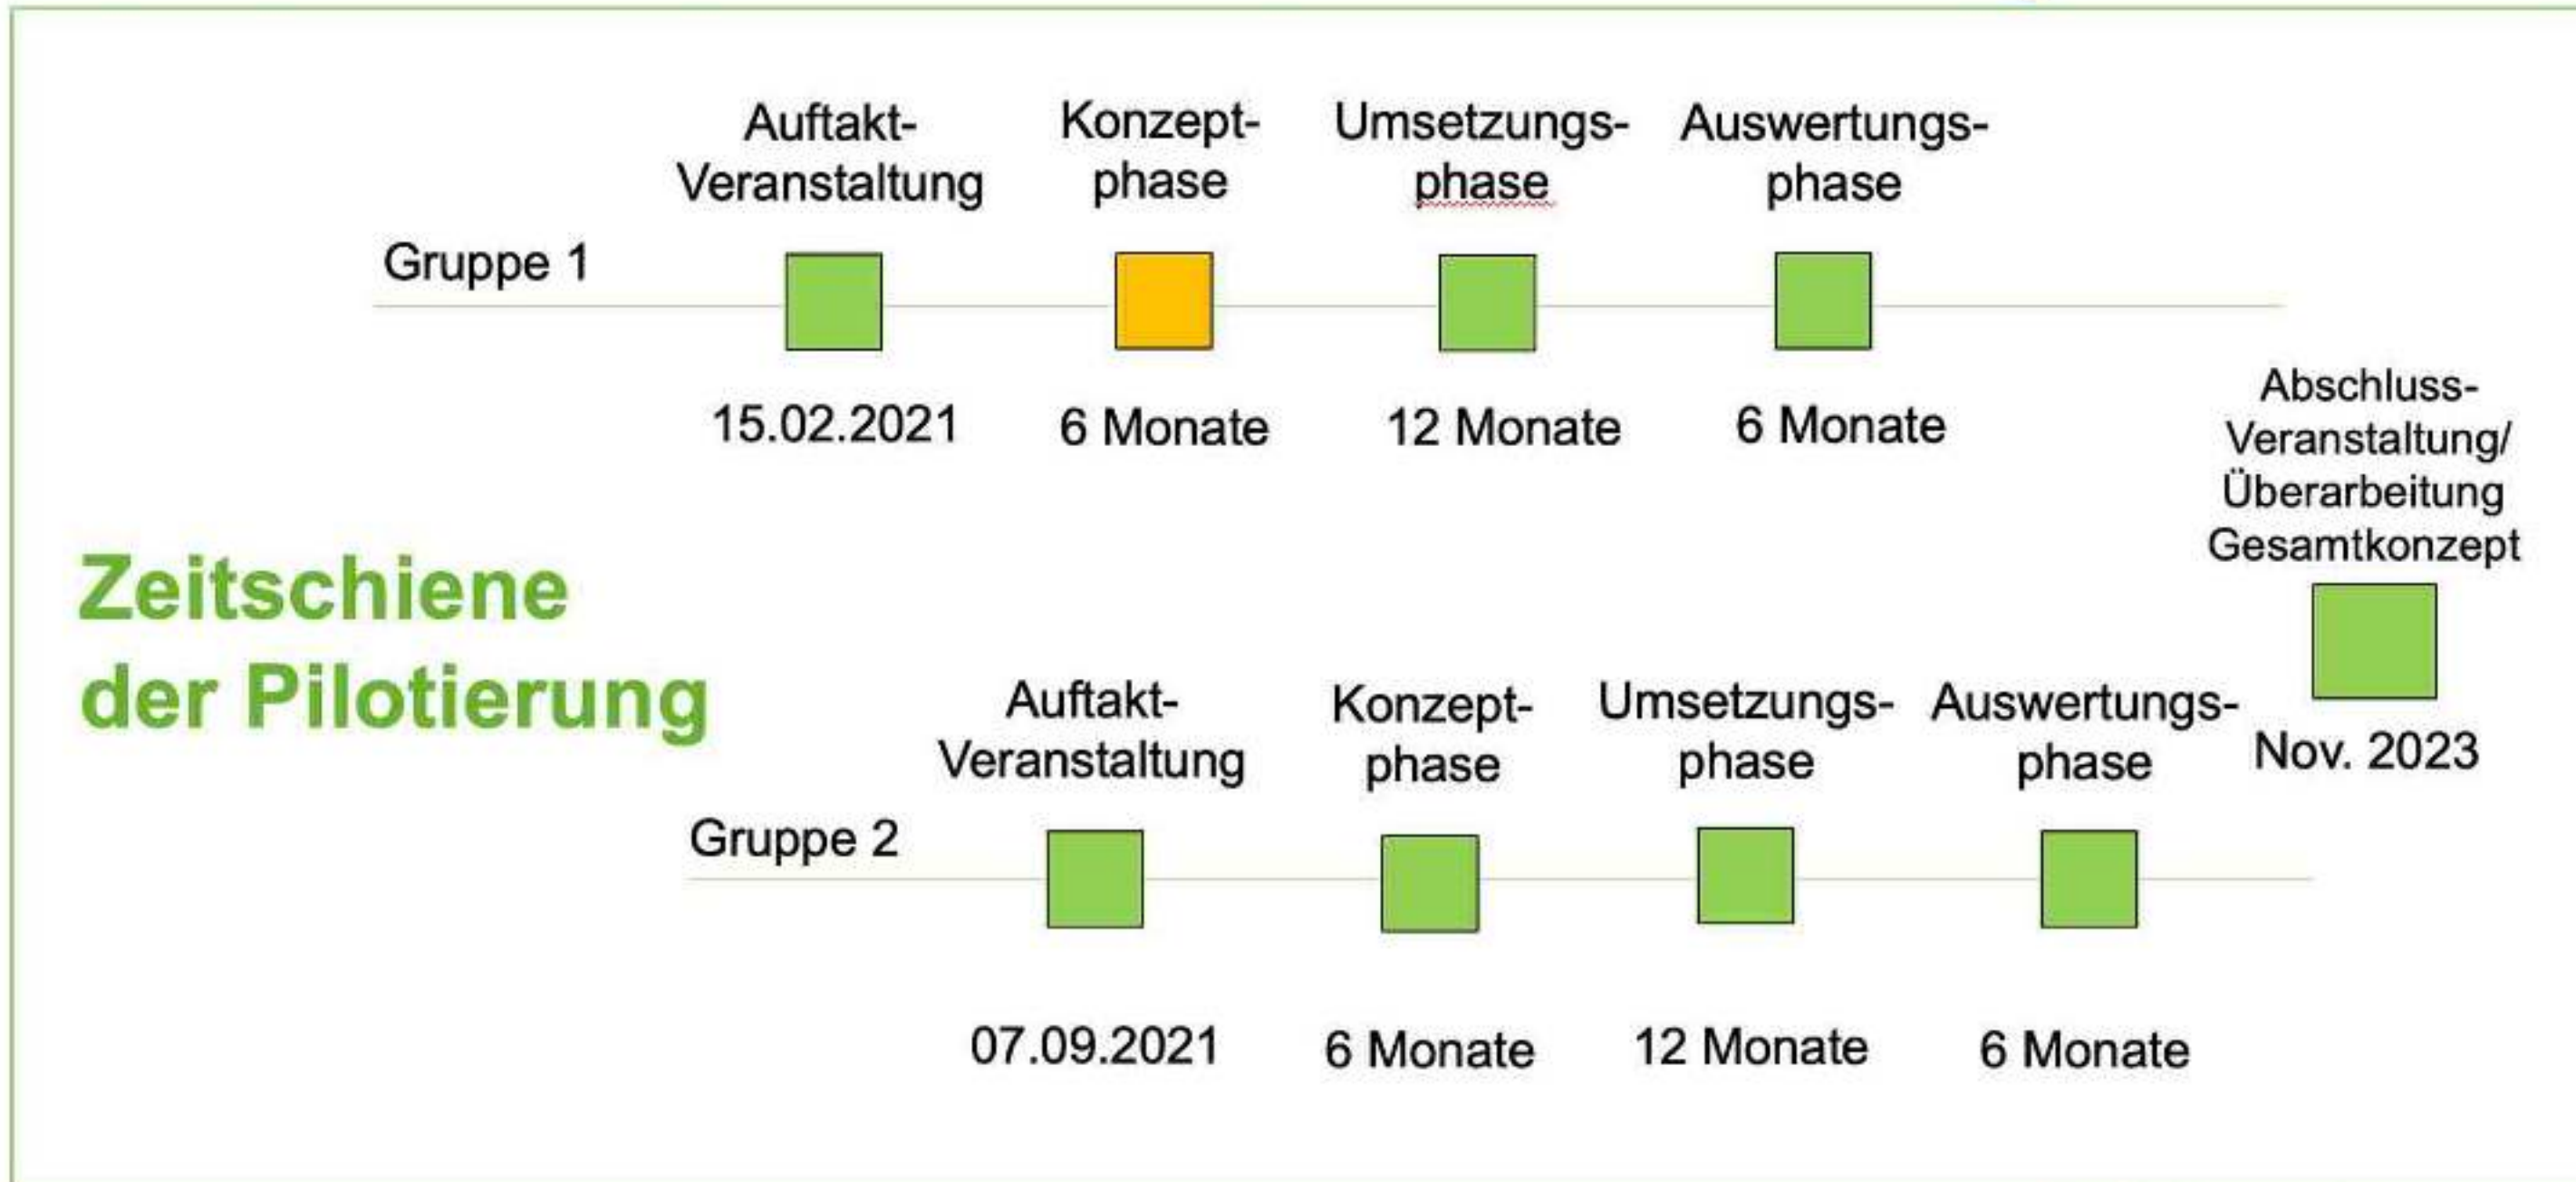 Auftakt-
Veranstaltung
Konzept-
phase
Umsetzungs-
phase
Auswertungs-
phase
Gruppe 1
15.02.2021
6 Monate
12 Monate
6 Monate
Abschluss-
Veranstaltung/
Überarbeitung
Gesamtkonzept
Nov. 2023
Zeitschiene
der Pilotierung
Auftakt-
Veranstaltung
Konzept-
phase
Umsetzungs-
phase
Auswertungs-
phase
Gruppe 2
07.09.2021
6 Monate
12 Monate
6 Monate